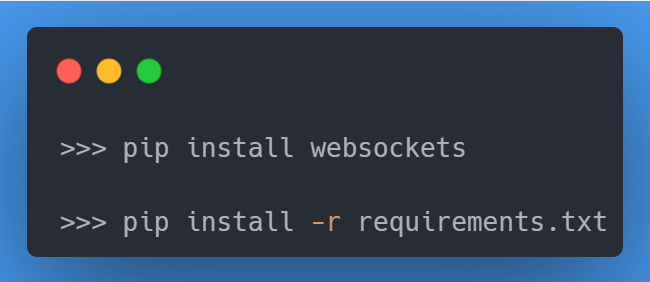 >>> pip install websockets
>>> pip install -r requirements.txt